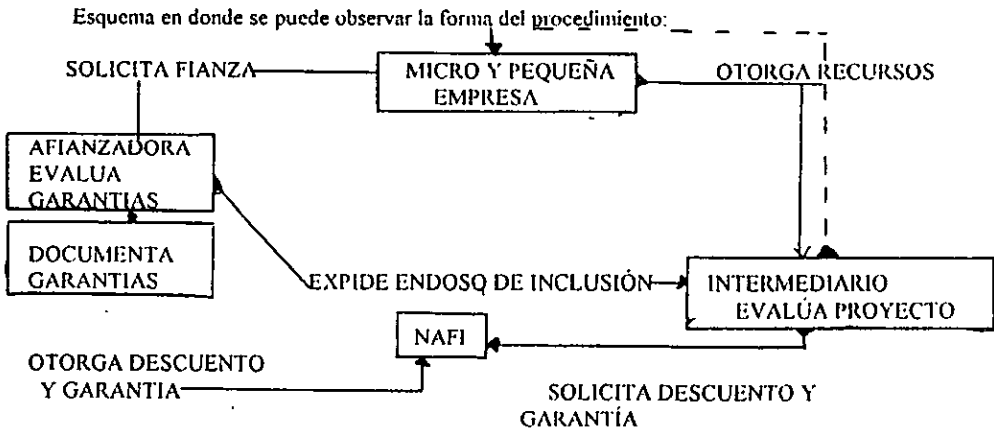 Esquema en donde se puede observar la forma del procedimiento:
SOLICITA FIANZA
MICRO Y PEQUEÑA
EMPRESA
OTORGA RECURSOS
AFIANZADORA
EVALUA
GARANTIAS
DOCUMENTA
GARANTIAS
EXPIDE ENDOSO DE INCLUSIÓN
INTERMEDIARIO
EVALÚA PROYECTO
NAFI
OTORGA DESCUENTO
Y GARANTIA
SOLICITA DESCUENTO Y
GARANTÍA